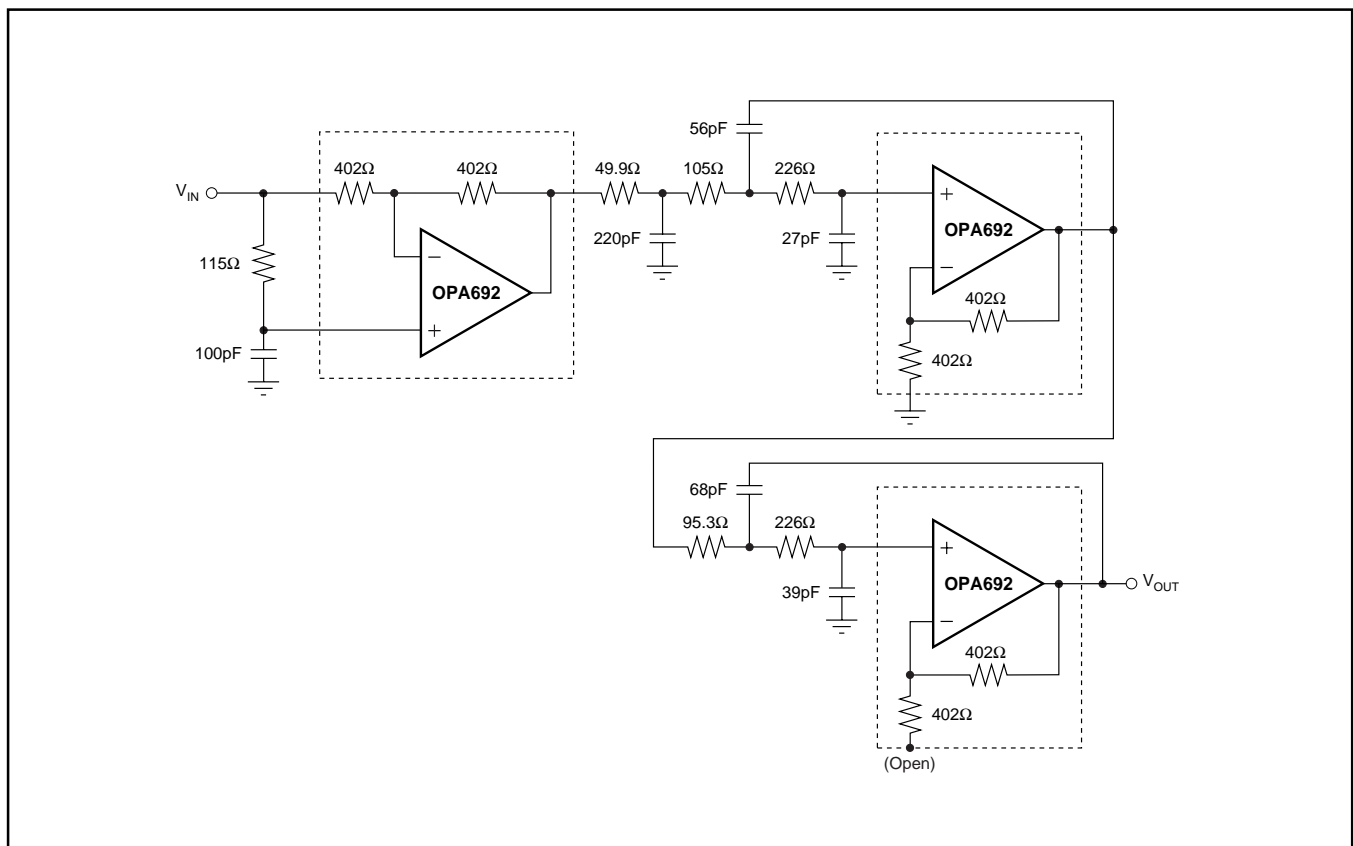 56pF
402Ω
402Ω
49.9Ω
105Ω
226Ω
V_IN
+
OPA692
115Ω
−
220pF
27pF
OPA692
−
402Ω
+
100pF
402Ω
68pF
95.3Ω
226Ω
+
OPA692
39pF
V_OUT
−
402Ω
402Ω
(Open)